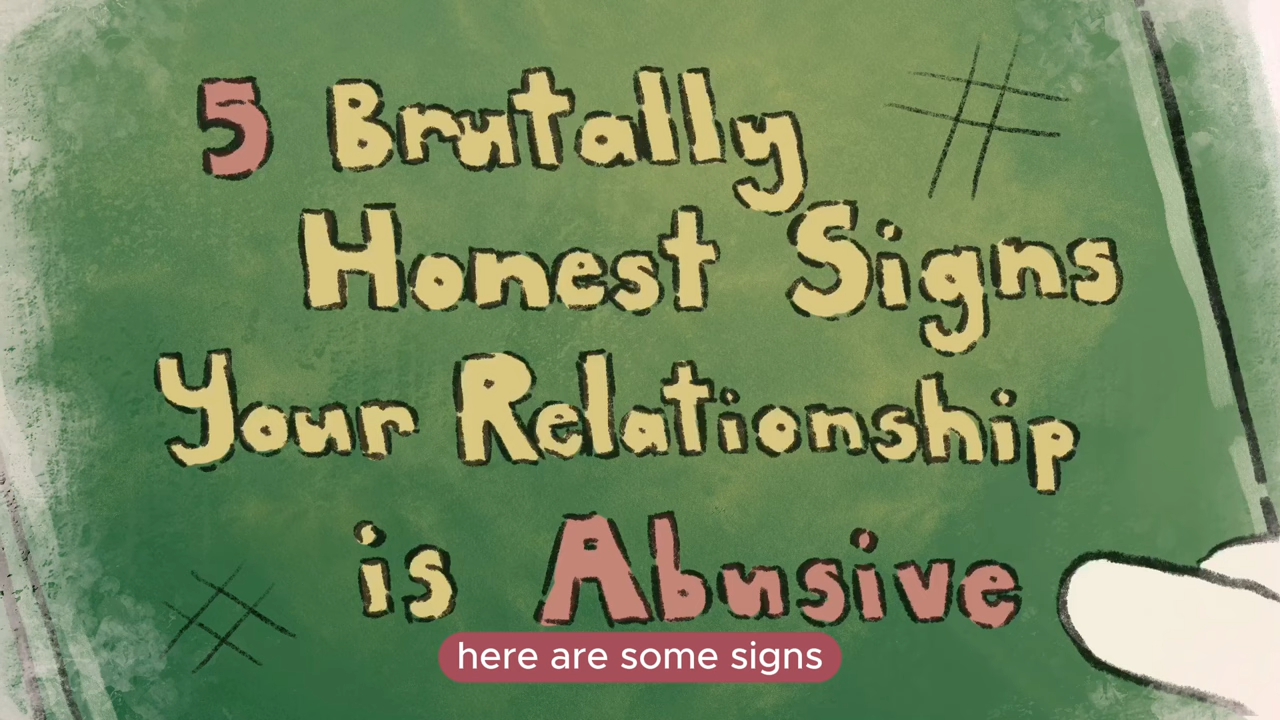 5 Brutally
Honest Signs
Your Relationship
is Abusive
here are some signs